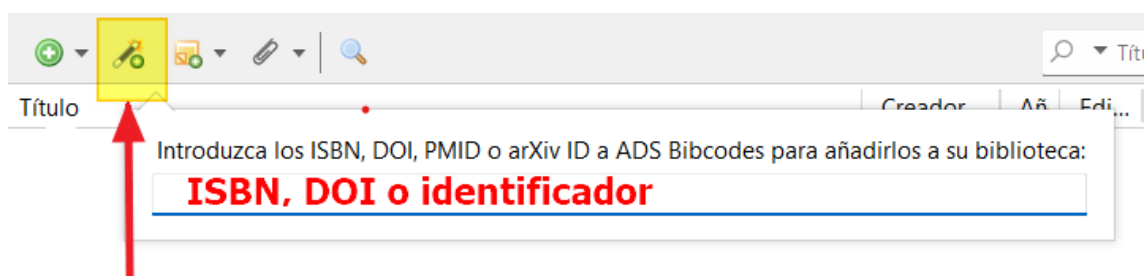 Títu
Título Creador Añ Edi...
Introduzca los ISBN, DOI, PMID o arXiv ID a ADS Bibcodes para añadirlos a su biblioteca:
ISBN, DOI o identificador